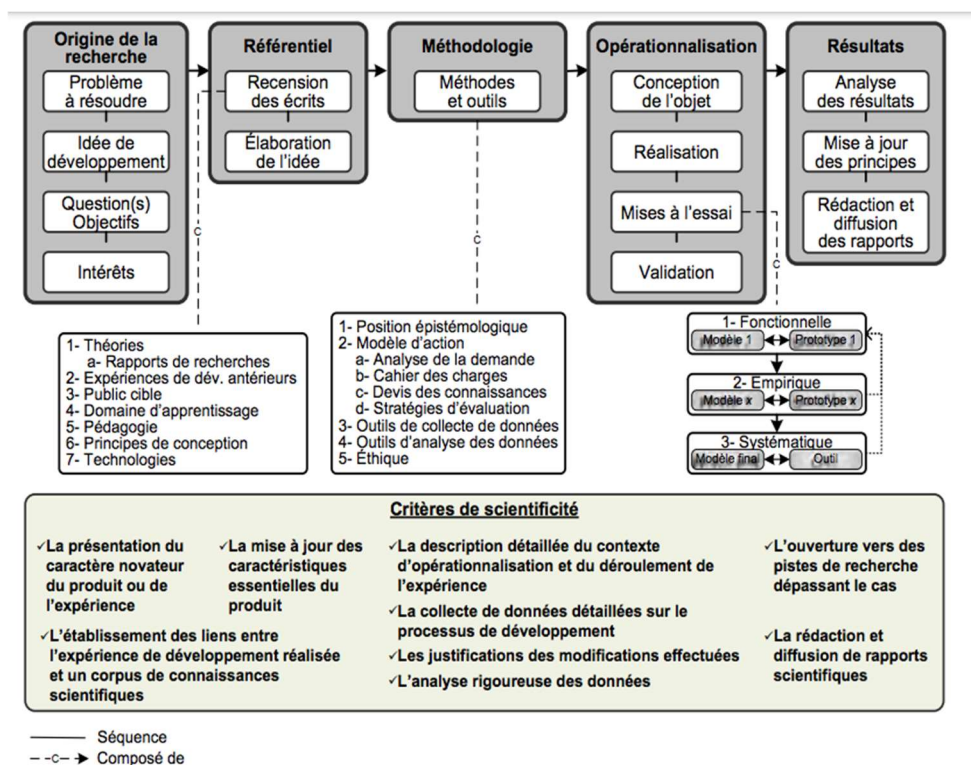 Origine de la
recherche
Problème
à résoudre
Idée de
développement
Question(s)
Objectifs
Intérêts
Référentiel
Recension
des écrits
Élaboration
de l'idée
Méthodologie
Méthodes
et outils
Opérationnalisation
Conception
de l'objet
Réalisation
Mises à l'essai
Validation
Résultats
Analyse
des résultats
Mise à jour
des principes
Rédaction et
diffusion
des rapports
C
C
C
1- Théories
a- Rapports de recherches
2- Expériences de dév. antérieurs
3- Public cible
4- Domaine d'apprentissage
5- Pédagogie
6- Principes de conception
7- Technologies
1- Position épistémologique
2- Modèle d'action
a- Analyse de la demande
b- Cahier des charges
c- Devis des connaissances
d- Stratégies d'évaluation
3- Outils de collecte de données
4- Outils d'analyse des données
5- Éthique
1- Fonctionnelle
Modèle 1
Prototype 1
2- Empirique
Modèle x
Prototype x
3- Systématique
Modèle final
Outil
Critères de scientificité
✓La présentation du
caractère novateur
du produit ou de
l'expérience
✓La mise à jour des
caractéristiques
essentielles du
produit
✓L'établissement des liens entre
l'expérience de développement réalisée
et un corpus de connaissances
scientifiques
✓La description détaillée du contexte
d'opérationnalisation et du déroulement de
l'expérience
✓La collecte de données détaillées sur le
processus de développement
✓Les justifications des modifications effectuées
✓L'analyse rigoureuse des données
✓L'ouverture vers des
pistes de recherche
dépassant le cas
✓La rédaction et
diffusion de rapports
scientifiques
Séquence
C Composé de